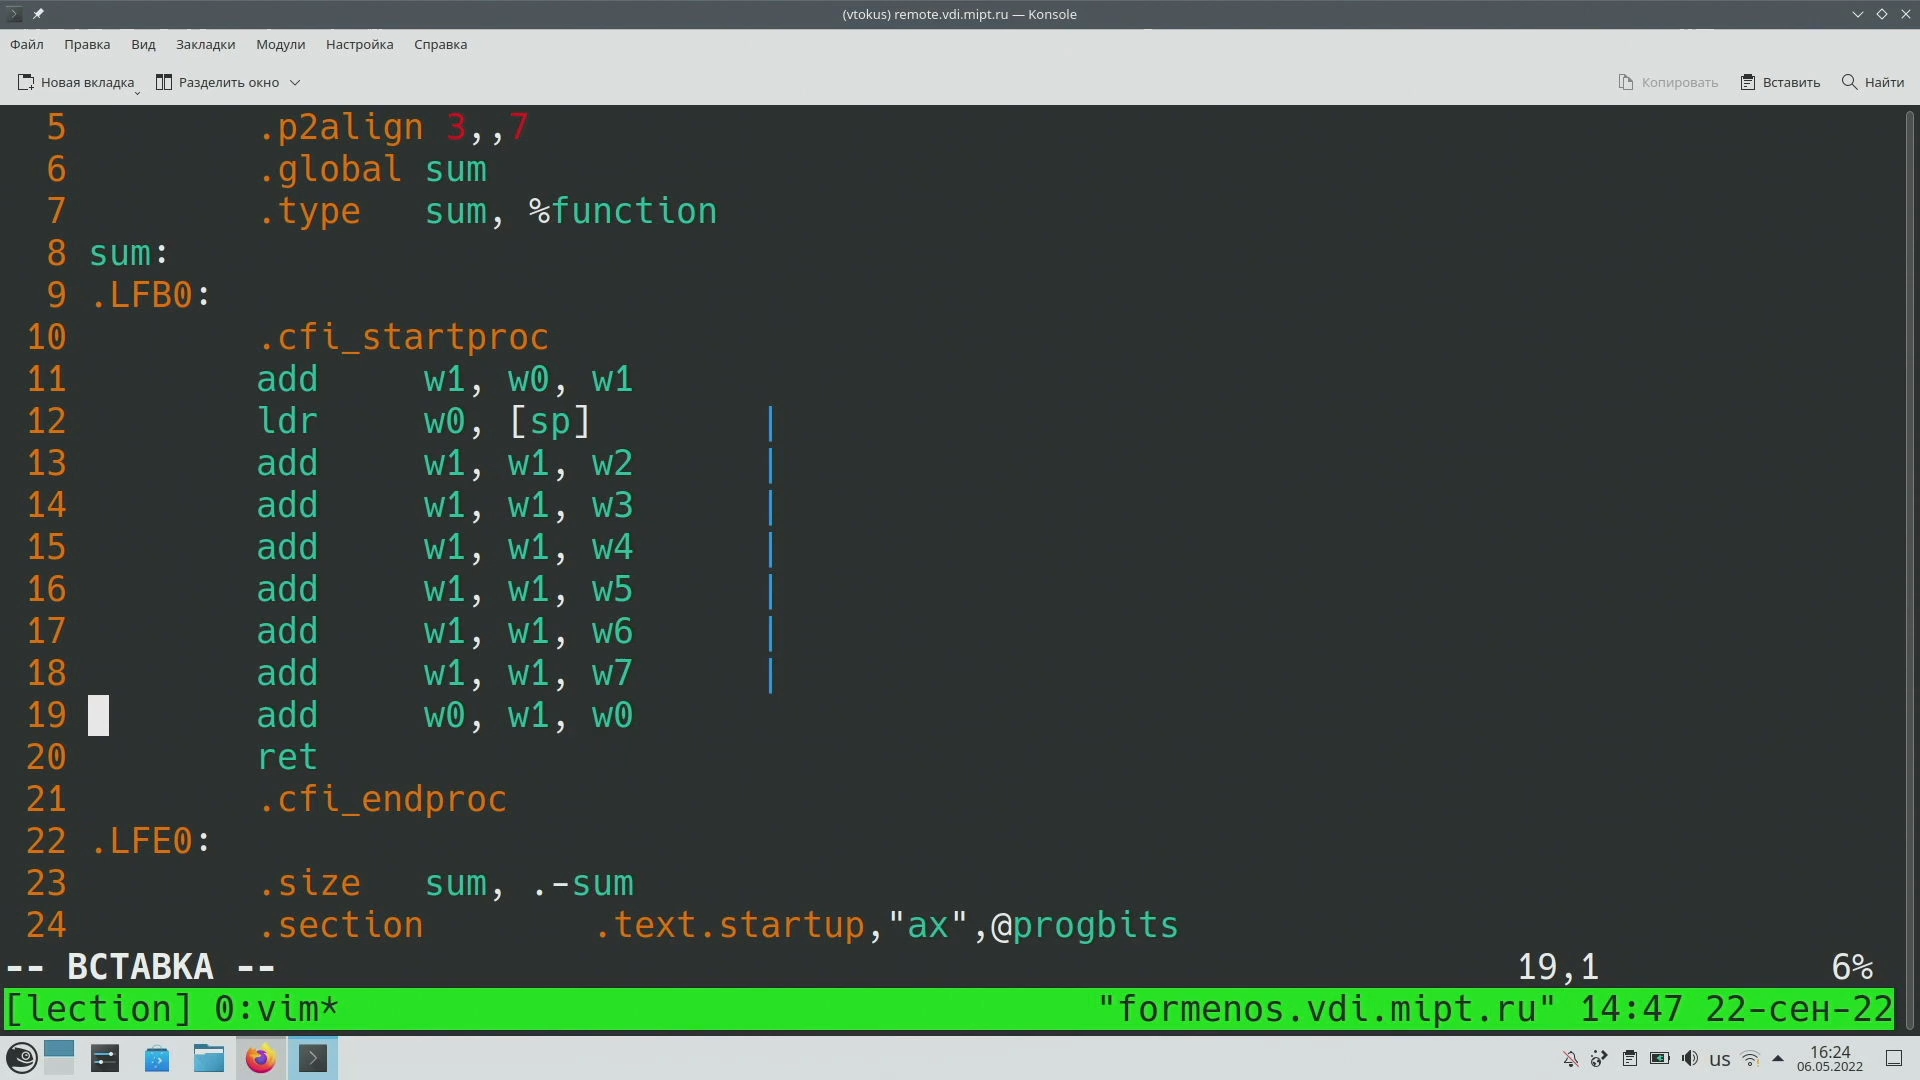 (vtokus) remote.vdi.mipt.ru — Konsole
Файл Правка Вид Закладки Модули Настройка Справка
Новая вкладка Разделить окно Копировать Вставить Найти
5 .p2align 3,,7
6 .global sum
7 .type sum, %function
8 sum:
9 .LFB0:
10 .cfi_startproc
11 add w1, w0, w1
12 ldr w0, [sp] |
13 add w1, w1, w2 |
14 add w1, w1, w3 |
15 add w1, w1, w4 |
16 add w1, w1, w5 |
17 add w1, w1, w6 |
18 add w1, w1, w7 |
19 add w0, w1, w0
20 ret
21 .cfi_endproc
22 .LFE0:
23 .size sum, .-sum
24 .section .text.startup,"ax",@progbits
-- ВСТАВКА -- 19,1 6%
[lection] 0:vim* "formenos.vdi.mipt.ru" 14:47 22-сен-22
us 16:24
06.05.2022